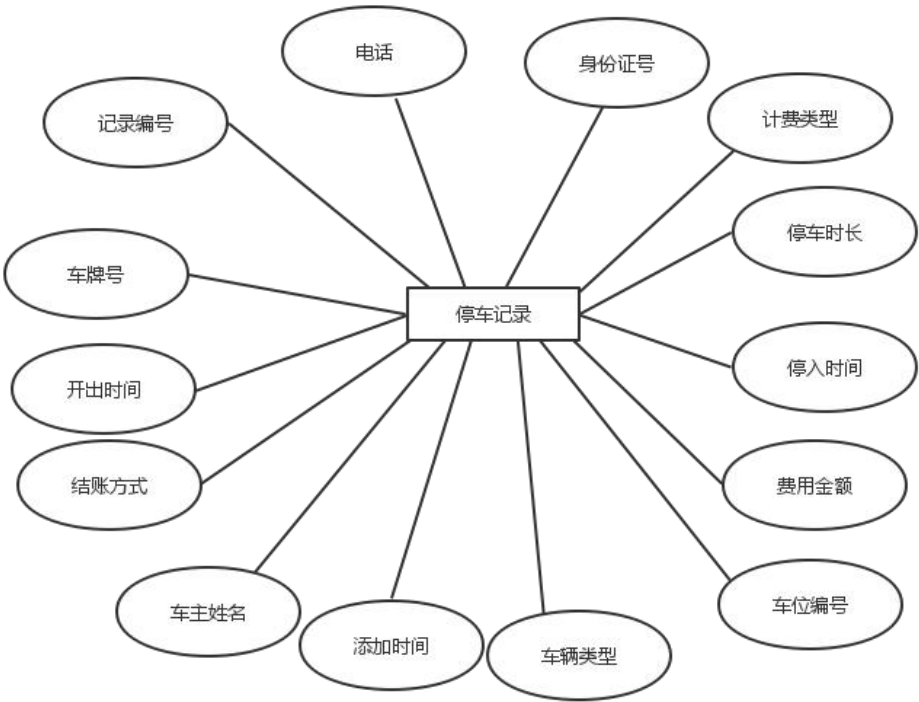 电话
身份证号
记录编号
计费类型
停车时长
车牌号
停车记录
停入时间
开出时间
结账方式
费用金额
车主姓名
车位编号
添加时间
车辆类型